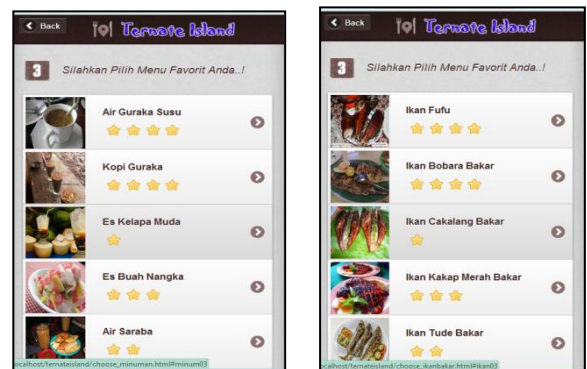 Back
Ternate Island
3 Silahkan Pilih Menu Favorit Anda..!
Air Guraka Susu
Kopi Guraka
Es Kelapa Muda
Es Buah Nangka
Air Saraba
ocalhost/ternateisland/choose_minuman.html#minum03
Back
Ternate Island
3 Silahkan Pilih Menu Favorit Anda..!
Ikan Fufu
Ikan Bobara Bakar
Ikan Cakalang Bakar
Ikan Kakap Merah Bakar
Ikan Tude Bakar
ocalhost/ternateisland/choose_ikanbakar.html#ikan03